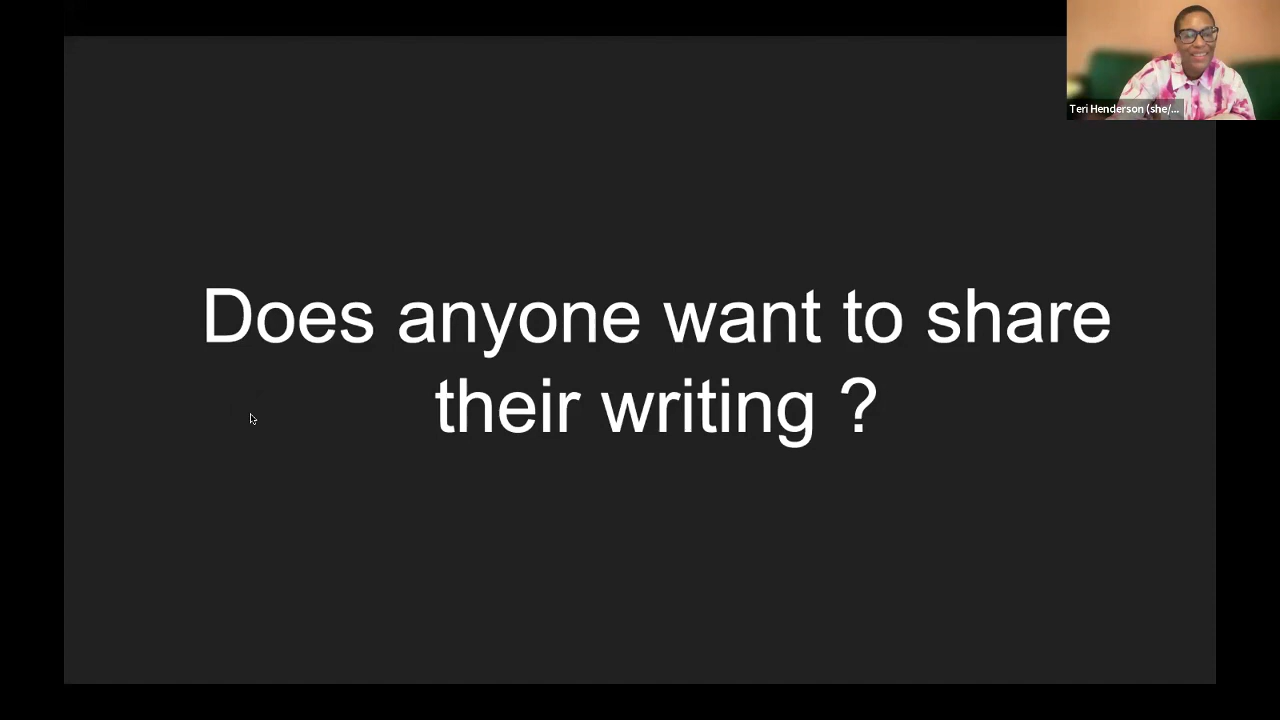 Teri Henderson (she/...
Does anyone want to share
their writing ?